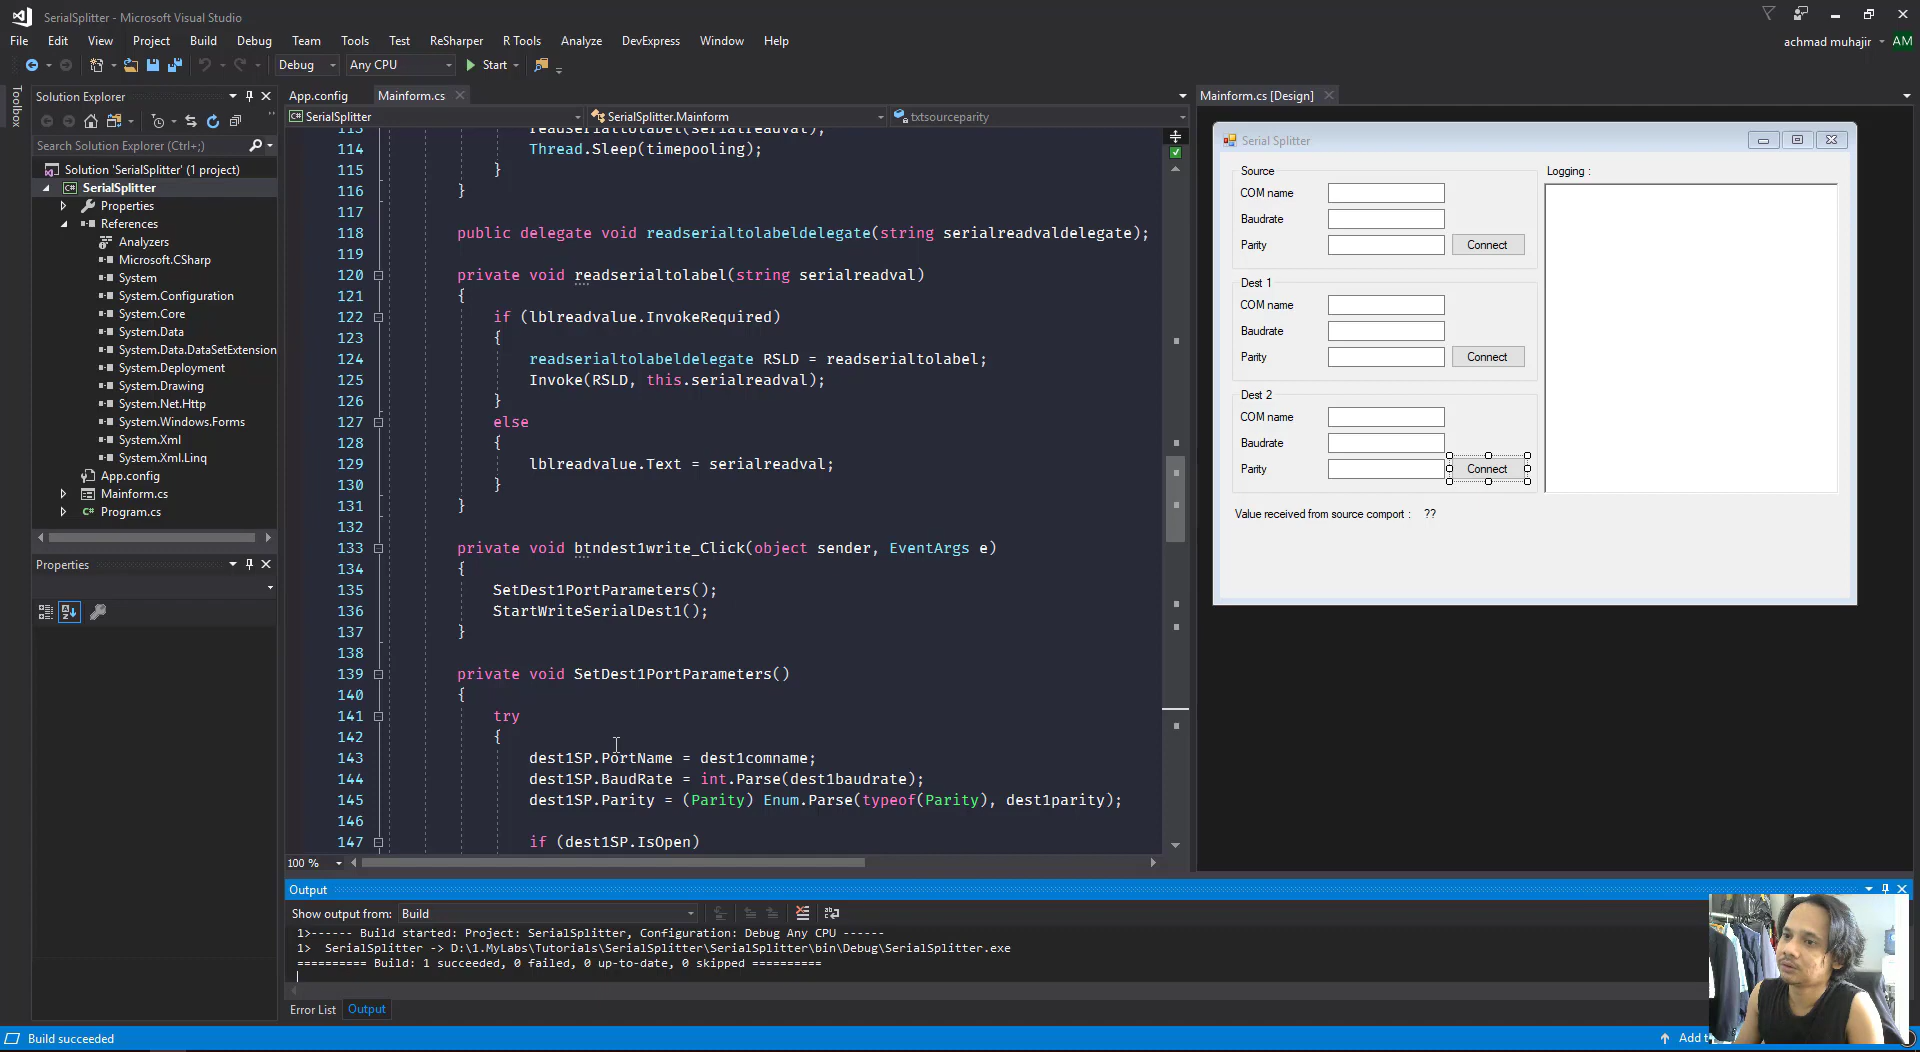 SerialSplitter - Microsoft Visual Studio
File Edit View Project Build Debug Team Tools Test ReSharper R Tools Analyze DevExpress Window Help
achmad muhajir AM
Debug Any CPU Start
Toolbox
Solution Explorer
Search Solution Explorer (Ctrl+;)
Solution 'SerialSplitter' (1 project)
SerialSplitter
Properties
References
Analyzers
Microsoft.CSharp
System
System.Configuration
System.Core
System.Data
System.Data.DataSetExtension
System.Deployment
System.Drawing
System.Net.Http
System.Windows.Forms
System.Xml
System.Xml.Linq
App.config
Mainform.cs
Program.cs
Properties
App.config Mainform.cs
SerialSplitter SerialSplitter.Mainform txtsourceparity
113 readserialtolabel(serialreadval);
114 Thread.Sleep(timepooling);
115 }
116 }
117
118 public delegate void readserialtolabeldelegate(string serialreadvaldelegate);
119
120 private void readserialtolabel(string serialreadval)
121 {
122 if (lblreadvalue.InvokeRequired)
123 {
124 readserialtolabeldelegate RSLD = readserialtolabel;
125 Invoke(RSLD, this.serialreadval);
126 }
127 else
128 {
129 lblreadvalue.Text = serialreadval;
130 }
131 }
132
133 private void btndest1write_Click(object sender, EventArgs e)
134 {
135 SetDest1PortParameters();
136 StartWriteSerialDest1();
137 }
138
139 private void SetDest1PortParameters()
140 {
141 try
142 {
143 dest1SP.PortName = dest1comname;
144 dest1SP.BaudRate = int.Parse(dest1baudrate);
145 dest1SP.Parity = (Parity) Enum.Parse(typeof(Parity), dest1parity);
146
147 if (dest1SP.IsOpen)
100 %
Mainform.cs [Design]
Serial Splitter
Source
COM name
Baudrate
Parity Connect
Dest 1
COM name
Baudrate
Parity Connect
Dest 2
COM name
Baudrate
Parity Connect
Logging :
Value received from source comport : ??
Output
Show output from: Build
1>------ Build started: Project: SerialSplitter, Configuration: Debug Any CPU ------
1> SerialSplitter -> D:\1.MyLabs\Tutorials\SerialSplitter\SerialSplitter\bin\Debug\SerialSplitter.exe
========== Build: 1 succeeded, 0 failed, 0 up-to-date, 0 skipped ==========
Error List Output
Build succeeded
Add t